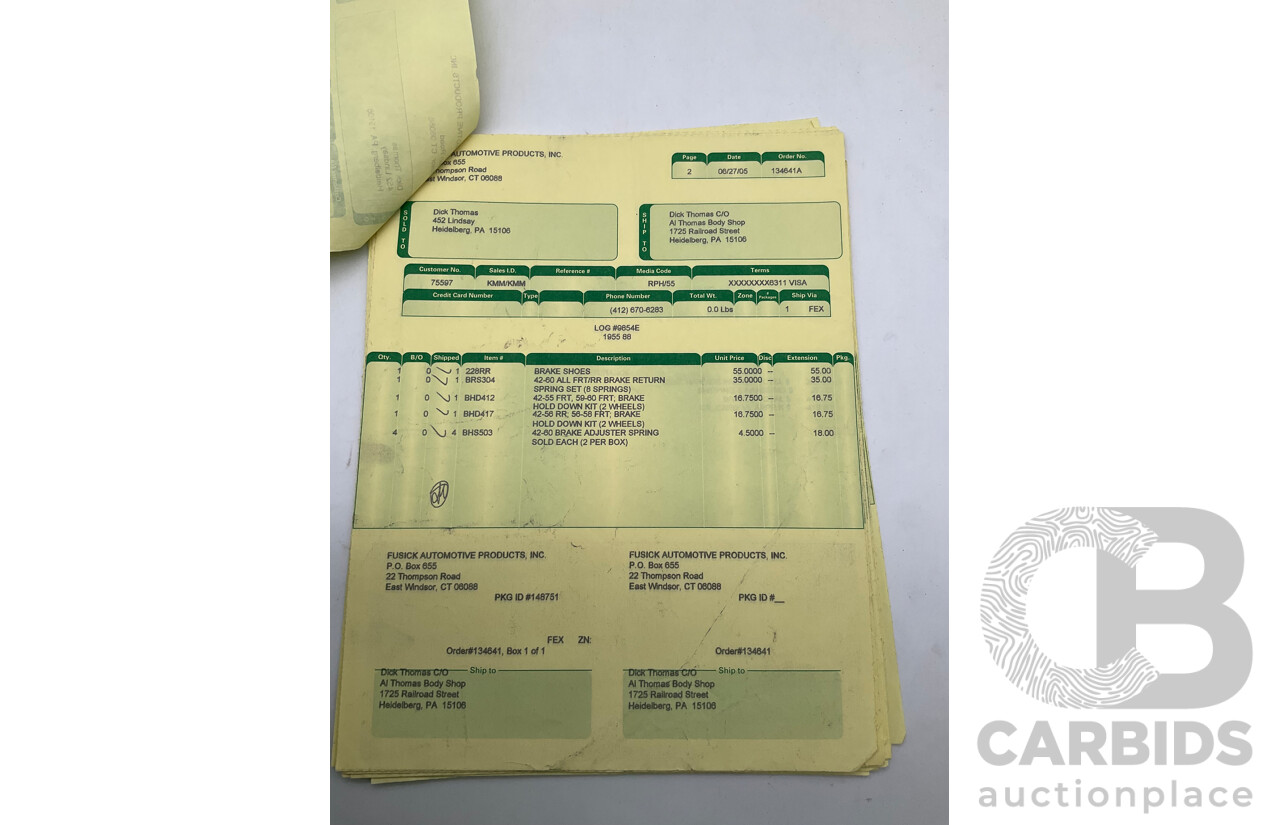 AUTOMOTIVE PRODUCTS, INC.
ox 655
hompson Road
st Windsor, CT 06088
Page Date Order No.
2 06/27/05 134641A
SOLD TO
Dick Thomas
452 Lindsay
Heidelberg, PA 15106
SHIP TO
Dick Thomas C/O
Al Thomas Body Shop
1725 Railroad Street
Heidelberg, PA 15106
Customer No. Sales I.D. Reference # Media Code Terms
75597 KMM/KMM RPH/55 XXXXXXXX6311 VISA
Credit Card Number Type Phone Number Total Wt. Zone # Packages Ship Via
(412) 670-6283 0.0 Lbs 1 FEX
LOG #9854E
1955 88
Qty. B/O Shipped Item # Description Unit Price Disc Extension Pkg.
1 0 1 228RR BRAKE SHOES 55.0000 -- 55.00
1 0 1 BRS304 42-60 ALL FRT/RR BRAKE RETURN 35.0000 -- 35.00
SPRING SET (8 SPRINGS)
1 0 1 BHD412 42-55 FRT, 59-60 FRT; BRAKE 16.7500 -- 16.75
HOLD DOWN KIT (2 WHEELS)
1 0 1 BHD417 42-56 RR; 56-58 FRT; BRAKE 16.7500 -- 16.75
HOLD DOWN KIT (2 WHEELS)
4 0 4 BHS503 42-60 BRAKE ADJUSTER SPRING 4.5000 -- 18.00
SOLD EACH (2 PER BOX)
FUSICK AUTOMOTIVE PRODUCTS, INC.
P.O. Box 655
22 Thompson Road
East Windsor, CT 06088
PKG ID #148751
FEX ZN:
Order#134641, Box 1 of 1
Ship to
Dick Thomas C/O
Al Thomas Body Shop
1725 Railroad Street
Heidelberg, PA 15106
FUSICK AUTOMOTIVE PRODUCTS, INC.
P.O. Box 655
22 Thompson Road
East Windsor, CT 06088
PKG ID #__
Order#134641
Ship to
Dick Thomas C/O
Al Thomas Body Shop
1725 Railroad Street
Heidelberg, PA 15106
CB
CARBIDS
auctionplace